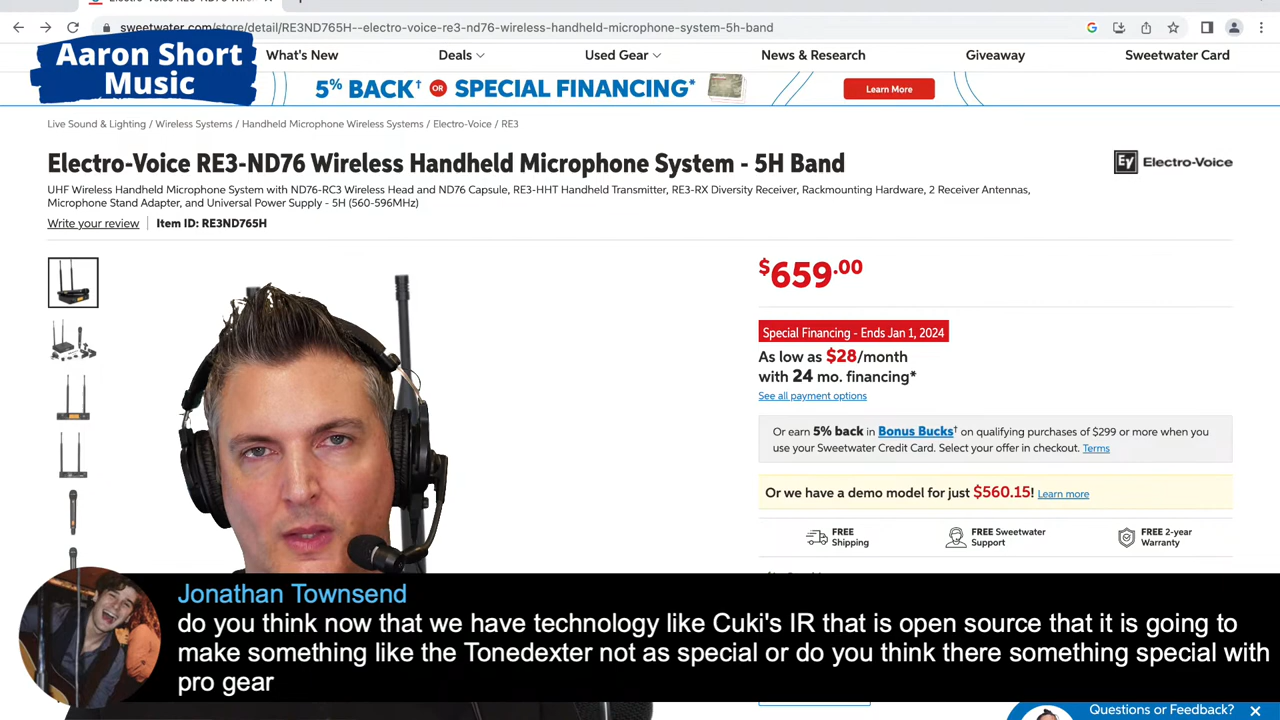 sweetwater.com/store/detail/RE3ND765H--electro-voice-re3-nd76-wireless-handheld-microphone-system-5h-band
Aaron Short
Music
What's New
Deals
Used Gear
News & Research
Giveaway
Sweetwater Card
5% BACK† OR SPECIAL FINANCING*
Learn More
Live Sound & Lighting / Wireless Systems / Handheld Microphone Wireless Systems / Electro-Voice / RE3
Electro-Voice RE3-ND76 Wireless Handheld Microphone System - 5H Band
EV Electro-Voice
UHF Wireless Handheld Microphone System with ND76-RC3 Wireless Head and ND76 Capsule, RE3-HHT Handheld Transmitter, RE3-RX Diversity Receiver, Rackmounting Hardware, 2 Receiver Antennas,
Microphone Stand Adapter, and Universal Power Supply - 5H (560-596MHz)
Write your review
Item ID: RE3ND765H
$659.00
Special Financing - Ends Jan 1, 2024
As low as $28/month
with 24 mo. financing*
See all payment options
Or earn 5% back in Bonus Bucks† on qualifying purchases of $299 or more when you
use your Sweetwater Credit Card. Select your offer in checkout. Terms
Or we have a demo model for just $560.15! Learn more
FREE
Shipping
FREE Sweetwater
Support
FREE 2-year
Warranty
Jonathan Townsend
do you think now that we have technology like Cuki's IR that is open source that it is going to
make something like the Tonedexter not as special or do you think there something special with
pro gear
Questions or Feedback?